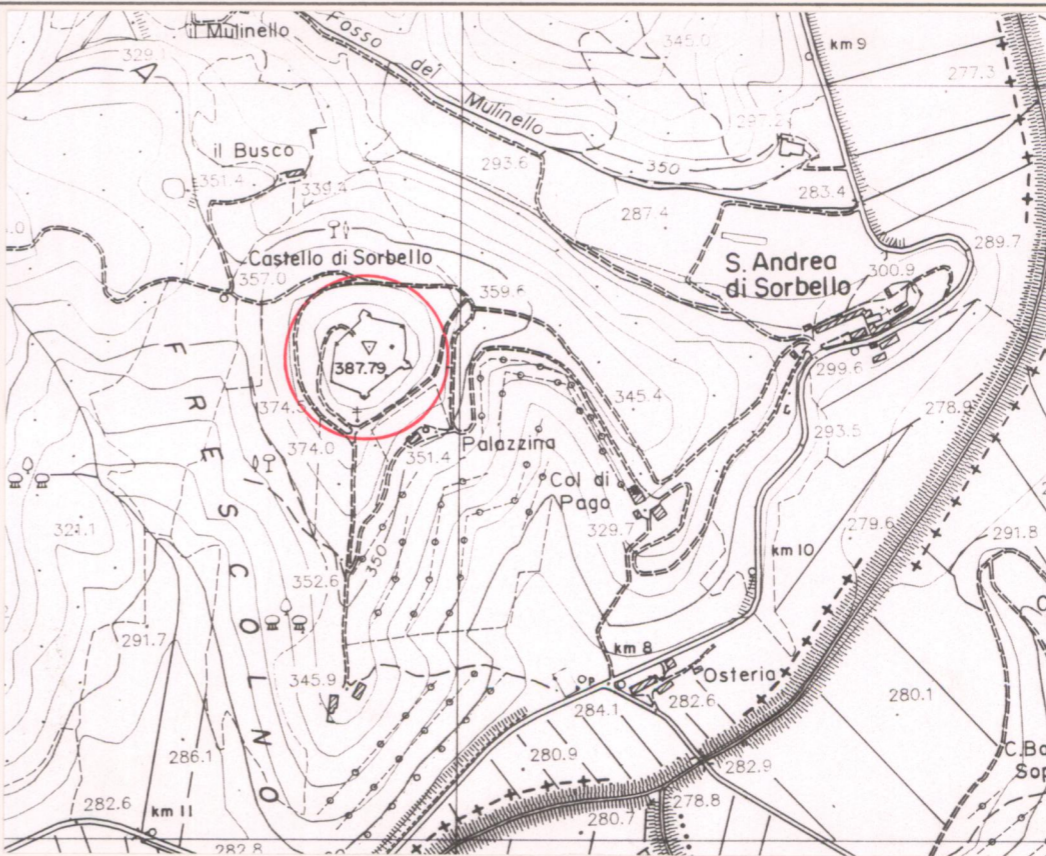 il Mulinello
Fosso del Mulinello
345.0
km 9
277.3
329
297.2
il Busco
351.4
339.4
293.6
350
283.4
287.4
289.7
Castello di Sorbello
357.0
359.6
S. Andrea
di Sorbello
300.9
387.79
299.6
345.4
278.9
374.5
374.0
293.5
351.4
Palazzina
Col di
Pago
329.7
321.1
279.6
km 10
291.8
350
352.6
FRESCOLNO
291.7
345.9
km 8
Osteria
284.1
282.6
280.1
286.1
280.9
282.9
282.6
km 11
278.8
280.7
282.8